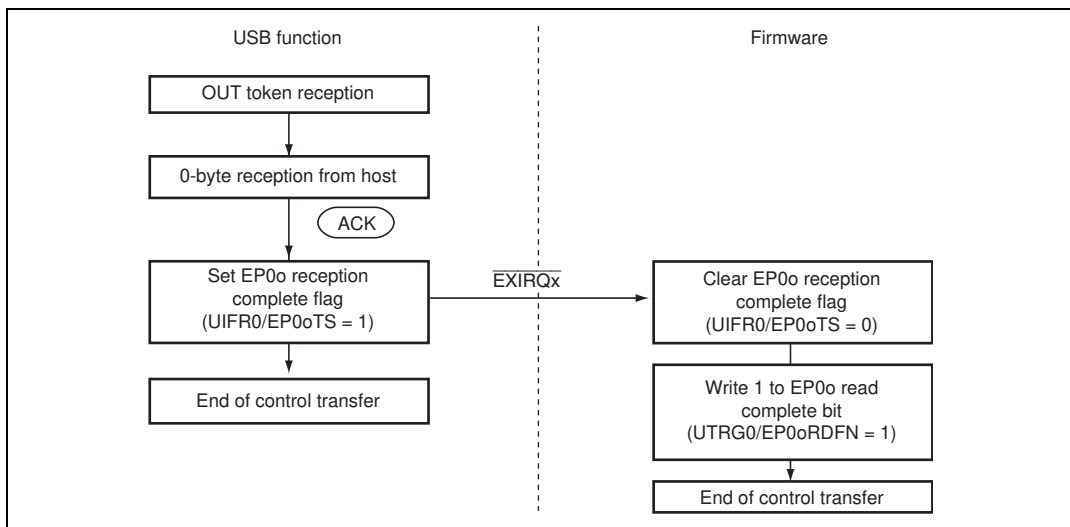 USB function
Firmware
OUT token reception
0-byte reception from host
ACK
Set EP0o reception
complete flag
(UIFR0/EP0oTS = 1)
EXIRQx
Clear EP0o reception
complete flag
(UIFR0/EP0oTS = 0)
End of control transfer
Write 1 to EP0o read
complete bit
(UTRG0/EP0oRDFN = 1)
End of control transfer